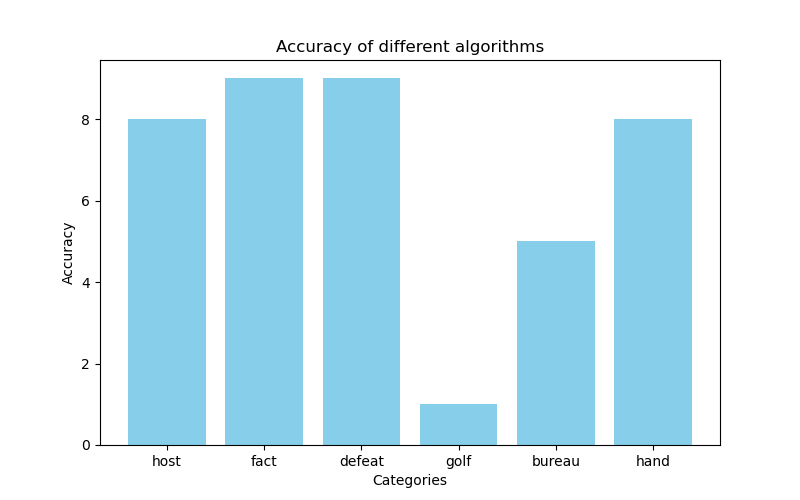 Accuracy of different algorithms
Accuracy
8
6
4
2
0
host fact defeat golf bureau hand
Categories